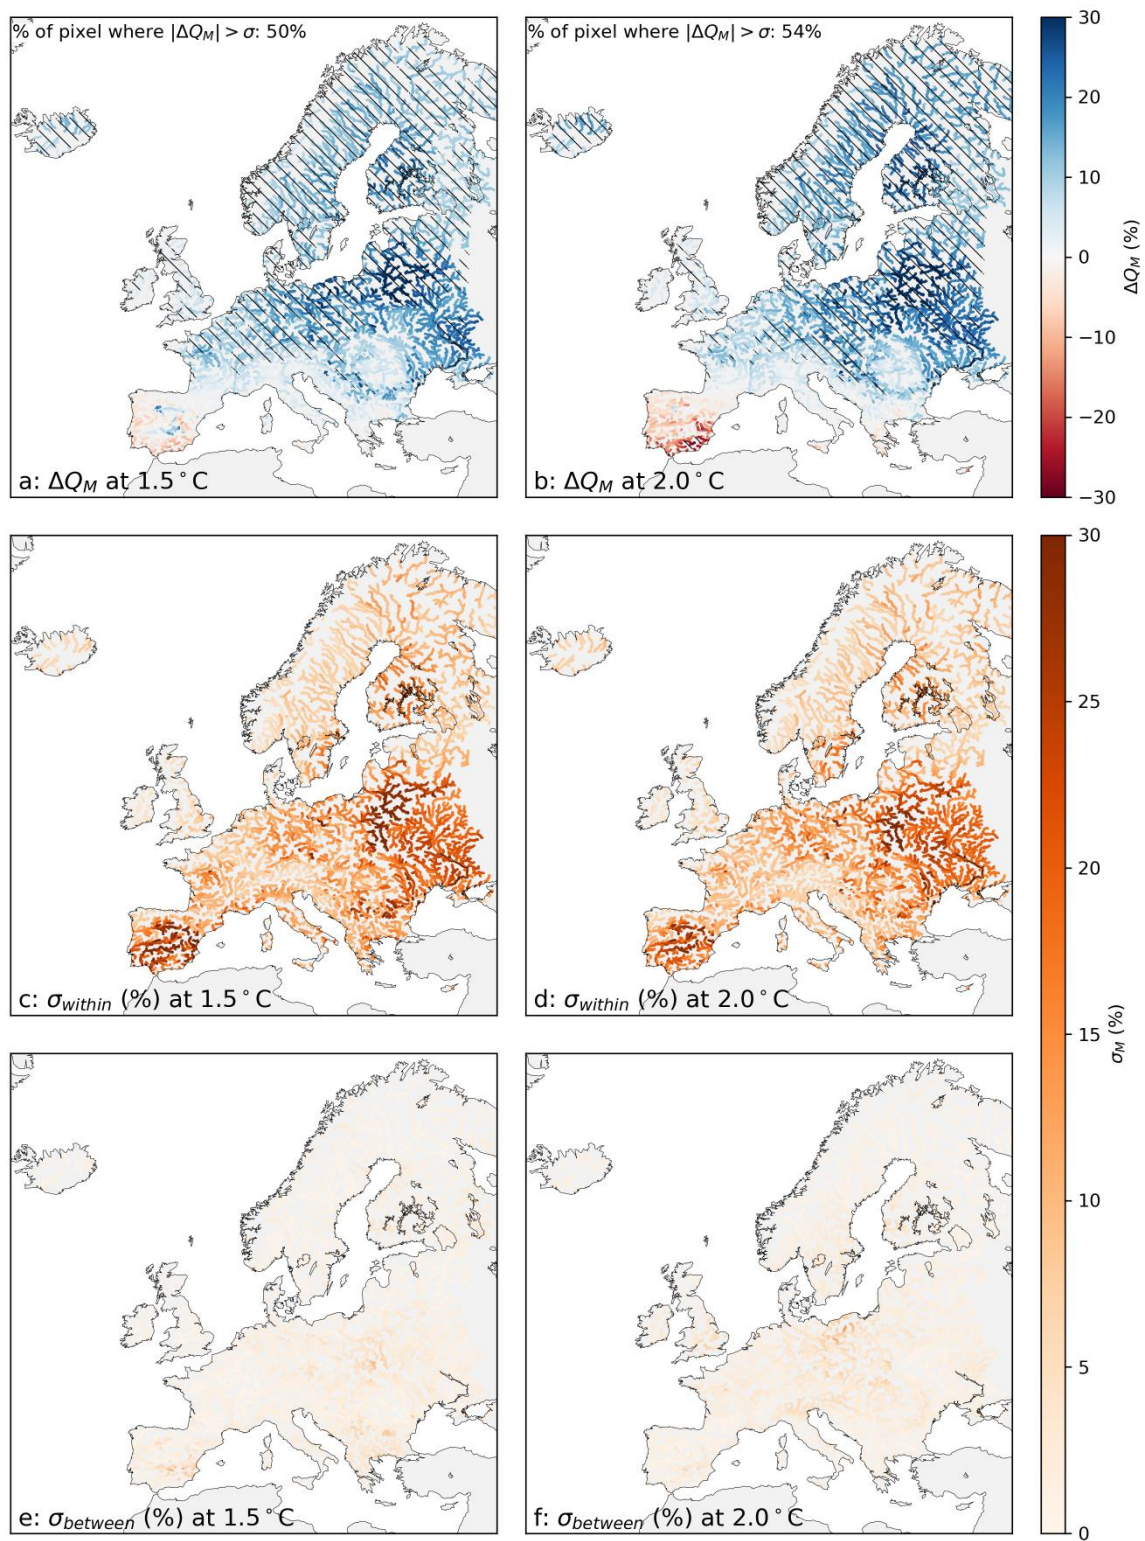 % of pixel where |ΔQ_M| > σ: 50%
a: ΔQ_M at 1.5°C
% of pixel where |ΔQ_M| > σ: 54%
b: ΔQ_M at 2.0°C
30
20
10
0
−10
−20
−30
ΔQ_M (%)
c: σ_within (%) at 1.5°C
d: σ_within (%) at 2.0°C
e: σ_between (%) at 1.5°C
f: σ_between (%) at 2.0°C
30
25
20
15
10
5
0
σ_M (%)